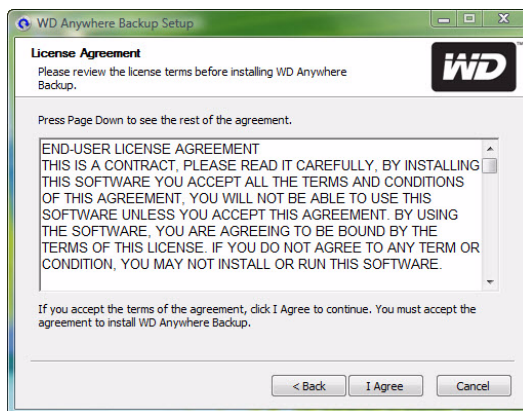 WD Anywhere Backup Setup
License Agreement
Please review the license terms before installing WD Anywhere
Backup.
WD™
Press Page Down to see the rest of the agreement.
END-USER LICENSE AGREEMENT
THIS IS A CONTRACT, PLEASE READ IT CAREFULLY, BY INSTALLING
THIS SOFTWARE YOU ACCEPT ALL THE TERMS AND CONDITIONS
OF THIS AGREEMENT, YOU WILL NOT BE ABLE TO USE THIS
SOFTWARE UNLESS YOU ACCEPT THIS AGREEMENT. BY USING
THE SOFTWARE, YOU ARE AGREEING TO BE BOUND BY THE
TERMS OF THIS LICENSE. IF YOU DO NOT AGREE TO ANY TERM OR
CONDITION, YOU MAY NOT INSTALL OR RUN THIS SOFTWARE.
If you accept the terms of the agreement, click I Agree to continue. You must accept the
agreement to install WD Anywhere Backup.
< Back I Agree Cancel